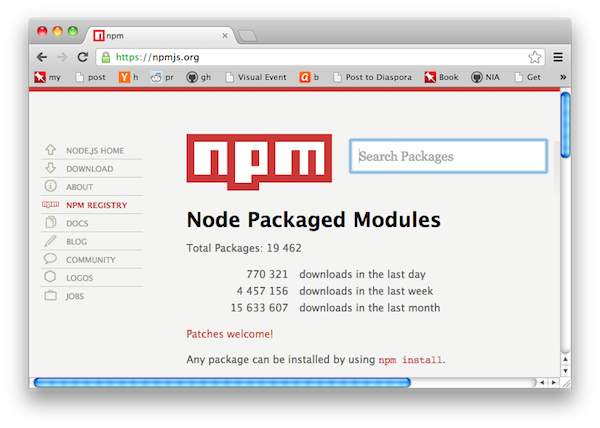 npm
https://npmjs.org
my post h pr gh Visual Event b Post to Diaspora Book NIA Get »
NODE.JS HOME
DOWNLOAD
ABOUT
NPM REGISTRY
DOCS
BLOG
COMMUNITY
LOGOS
JOBS
npm
Search Packages
Node Packaged Modules
Total Packages: 19 462
770 321 downloads in the last day
4 457 156 downloads in the last week
15 633 607 downloads in the last month
Patches welcome!
Any package can be installed by using npm install.